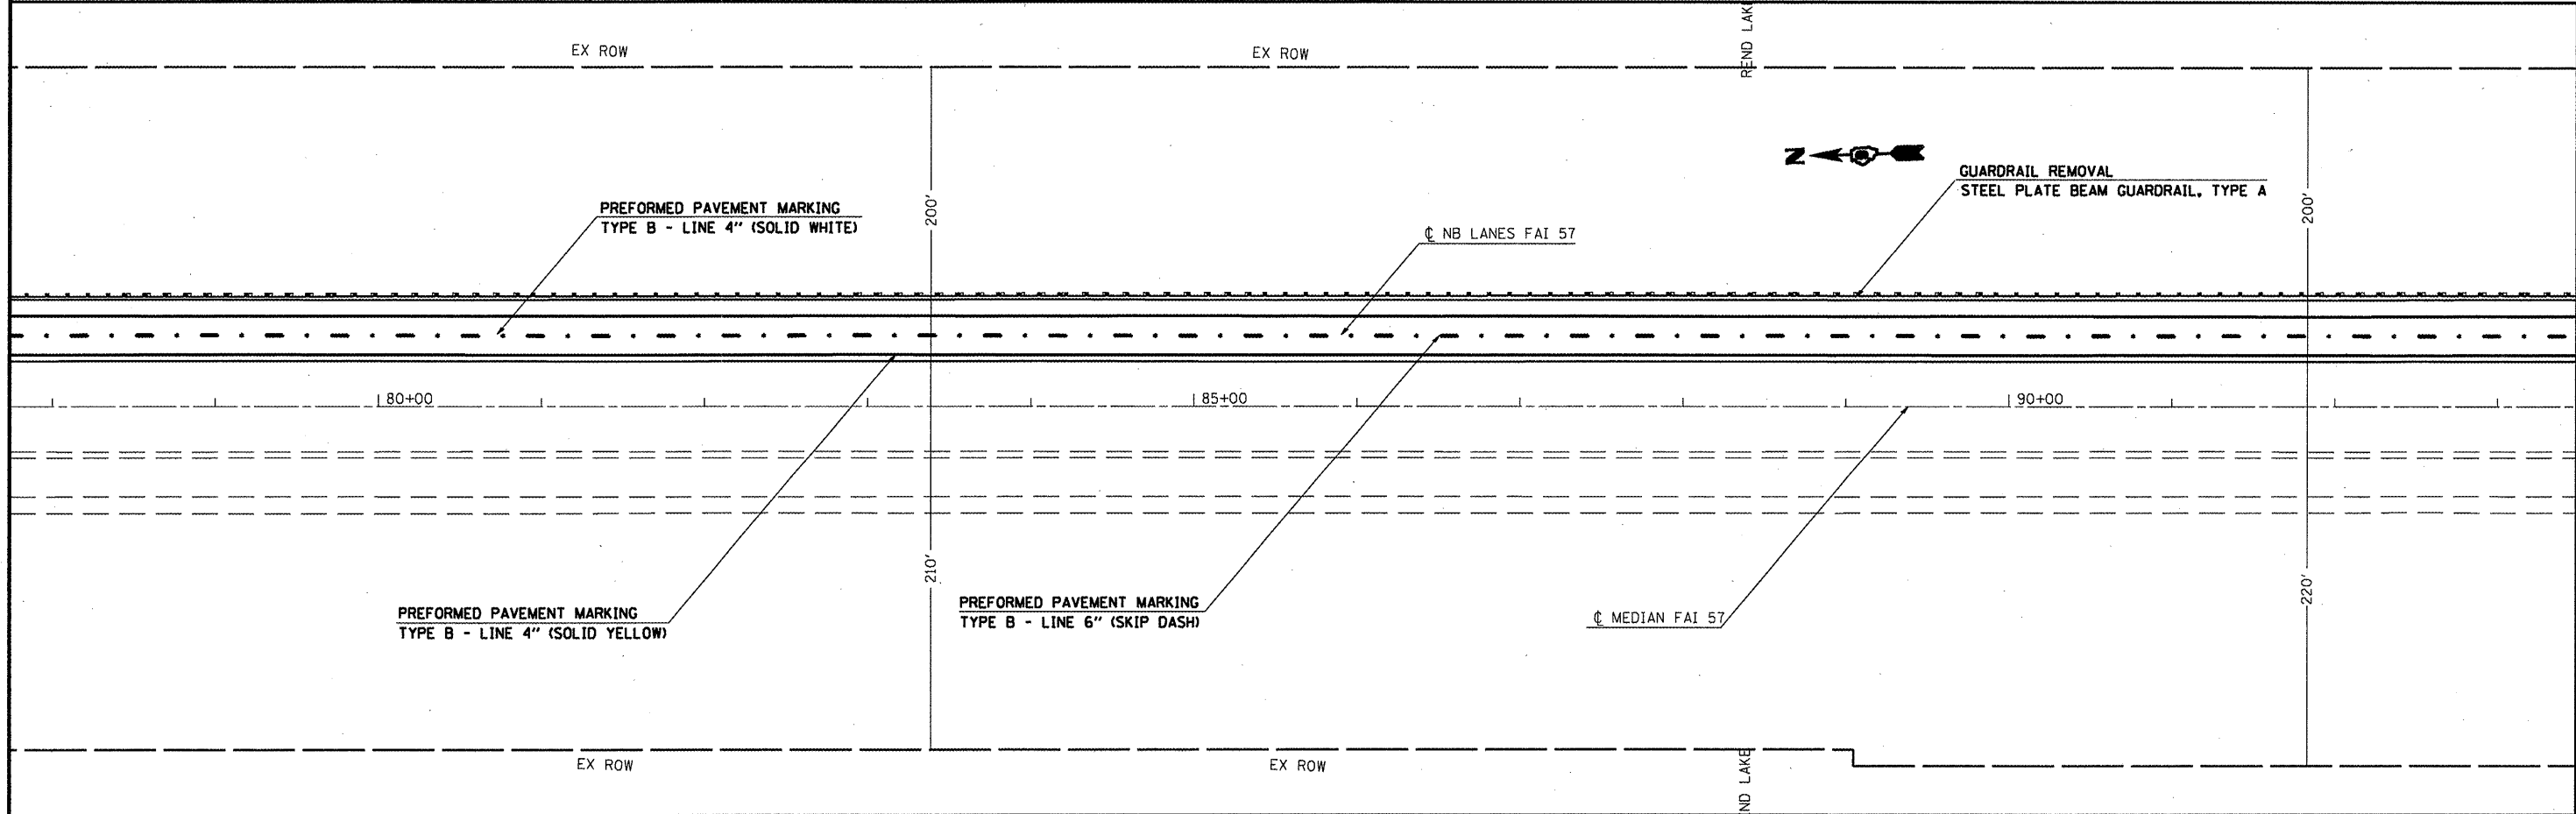 REND LAKE
EX ROW
EX ROW
N
GUARDRAIL REMOVAL
STEEL PLATE BEAM GUARDRAIL, TYPE A
200'
200'
PREFORMED PAVEMENT MARKING
TYPE B - LINE 4" (SOLID WHITE)
℄ NB LANES FAI 57
80+00
85+00
90+00
210'
220'
PREFORMED PAVEMENT MARKING
TYPE B - LINE 4" (SOLID YELLOW)
PREFORMED PAVEMENT MARKING
TYPE B - LINE 6" (SKIP DASH)
℄ MEDIAN FAI 57
EX ROW
EX ROW
ND LAKE